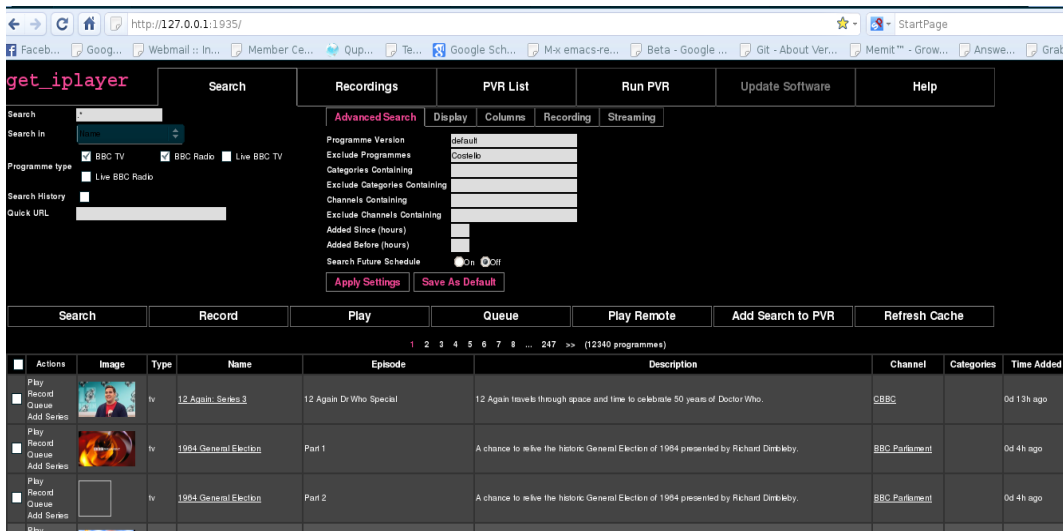 http://127.0.0.1:1935/
StartPage
Faceb... Goog... Webmail :: In... Member Ce... Qup... Te... Google Sch... M-x emacs-re... Beta - Google ... Git - About Ver... Memit™ - Grow... Answe... Grab
get_iplayer
Search Recordings PVR List Run PVR Update Software Help
Search .*
Search in Name
Programme type BBC TV BBC Radio Live BBC TV
Live BBC Radio
Search History
Quick URL
Advanced Search Display Columns Recording Streaming
Programme Version default
Exclude Programmes Costello
Categories Containing
Exclude Categories Containing
Channels Containing
Exclude Channels Containing
Added Since (hours)
Added Before (hours)
Search Future Schedule On Off
Apply Settings Save As Default
Search Record Play Queue Play Remote Add Search to PVR Refresh Cache
1 2 3 4 5 6 7 8 ... 247 >> (12340 programmes)
Actions Image Type Name Episode Description Channel Categories Time Added
Play
Record
Queue
Add Series
tv 12 Again: Series 3 12 Again Dr Who Special 12 Again travels through space and time to celebrate 50 years of Doctor Who. CBBC 0d 13h ago
Play
Record
Queue
Add Series
tv 1964 General Election Part 1 A chance to relive the historic General Election of 1964 presented by Richard Dimbleby. BBC Parliament 0d 4h ago
Play
Record
Queue
Add Series
tv 1964 General Election Part 2 A chance to relive the historic General Election of 1964 presented by Richard Dimbleby. BBC Parliament 0d 4h ago
Play